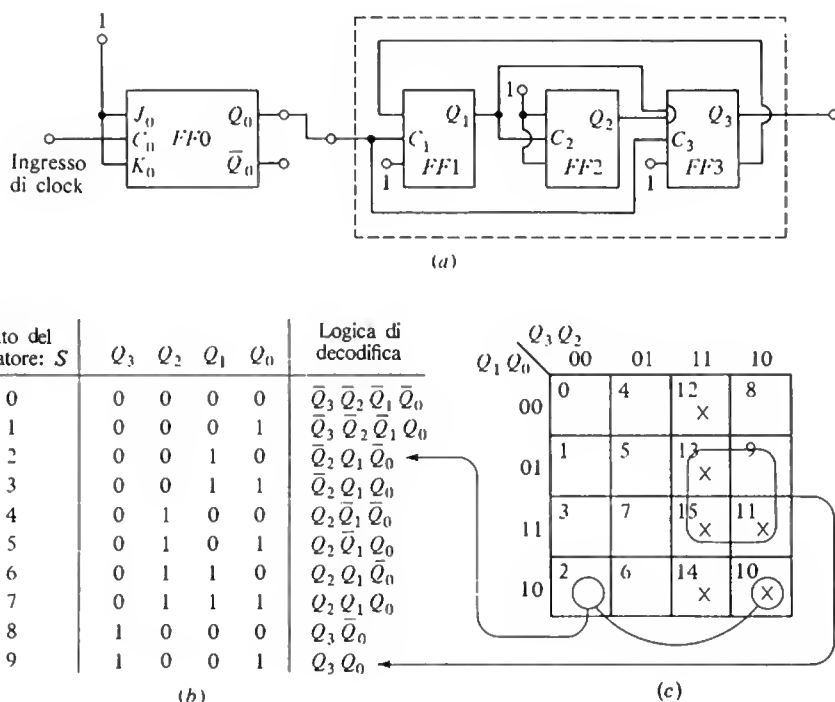 1
J₀ Q₀ Q₁ 1 Q₂ Q₃
C₀ FF0 C₁ C₂ C₃
Ingresso
di clock
K₀ Q̄₀ 1 FF1 FF2 1 FF3
(a)
to del
atore: S Q₃ Q₂ Q₁ Q₀ Logica di
decodifica
0 0 0 0 0 Q̄₃ Q̄₂ Q̄₁ Q̄₀
1 0 0 0 1 Q̄₃ Q̄₂ Q̄₁ Q₀
2 0 0 1 0 Q̄₂ Q₁ Q̄₀
3 0 0 1 1 Q̄₂ Q₁ Q₀
4 0 1 0 0 Q₂ Q̄₁ Q̄₀
5 0 1 0 1 Q₂ Q̄₁ Q₀
6 0 1 1 0 Q₂ Q₁ Q̄₀
7 0 1 1 1 Q₂ Q₁ Q₀
8 1 0 0 0 Q₃ Q̄₀
9 1 0 0 1 Q₃ Q₀
(b)
Q₃ Q₂
Q₁ Q₀ 00 01 11 10
00 0 4 12 X 8
01 1 5 13 X 9
11 3 7 15 X 11 X
10 2 6 14 X 10 X
(c)